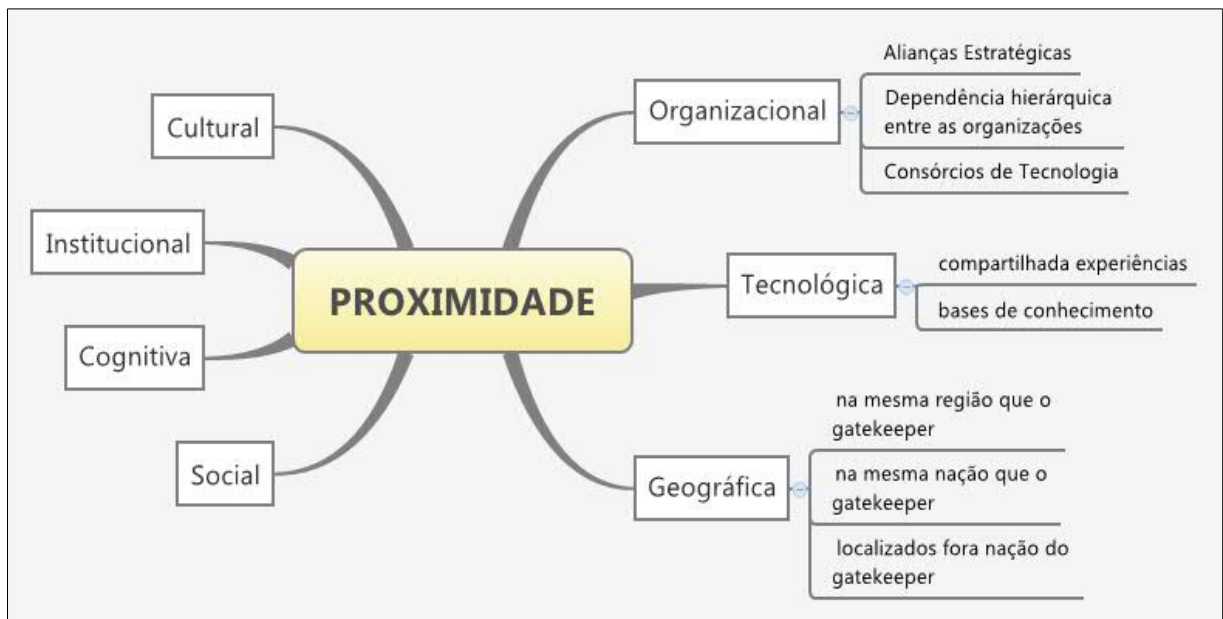 PROXIMIDADE
Cultural
Institucional
Cognitiva
Social
Organizacional
Alianças Estratégicas
Dependência hierárquica
entre as organizações
Consórcios de Tecnologia
Tecnológica
compartilhada experiências
bases de conhecimento
Geográfica
na mesma região que o
gatekeeper
na mesma nação que o
gatekeeper
localizados fora nação do
gatekeeper